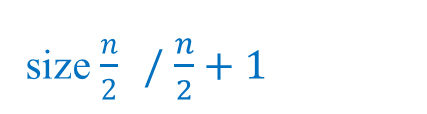 size n/2 / n/2 + 1